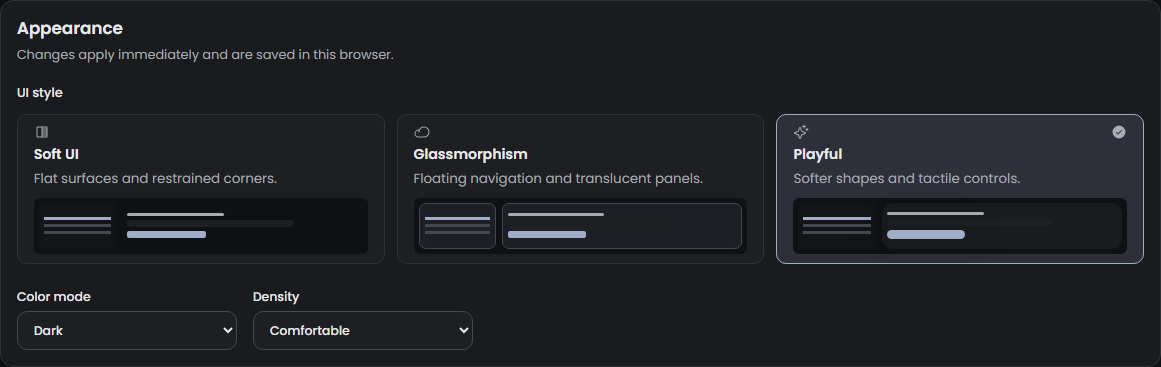 Appearance
Changes apply immediately and are saved in this browser.
UI style
Soft UI
Flat surfaces and restrained corners.
Glassmorphism
Floating navigation and translucent panels.
Playful
Softer shapes and tactile controls.
Color mode
Dark
Density
Comfortable